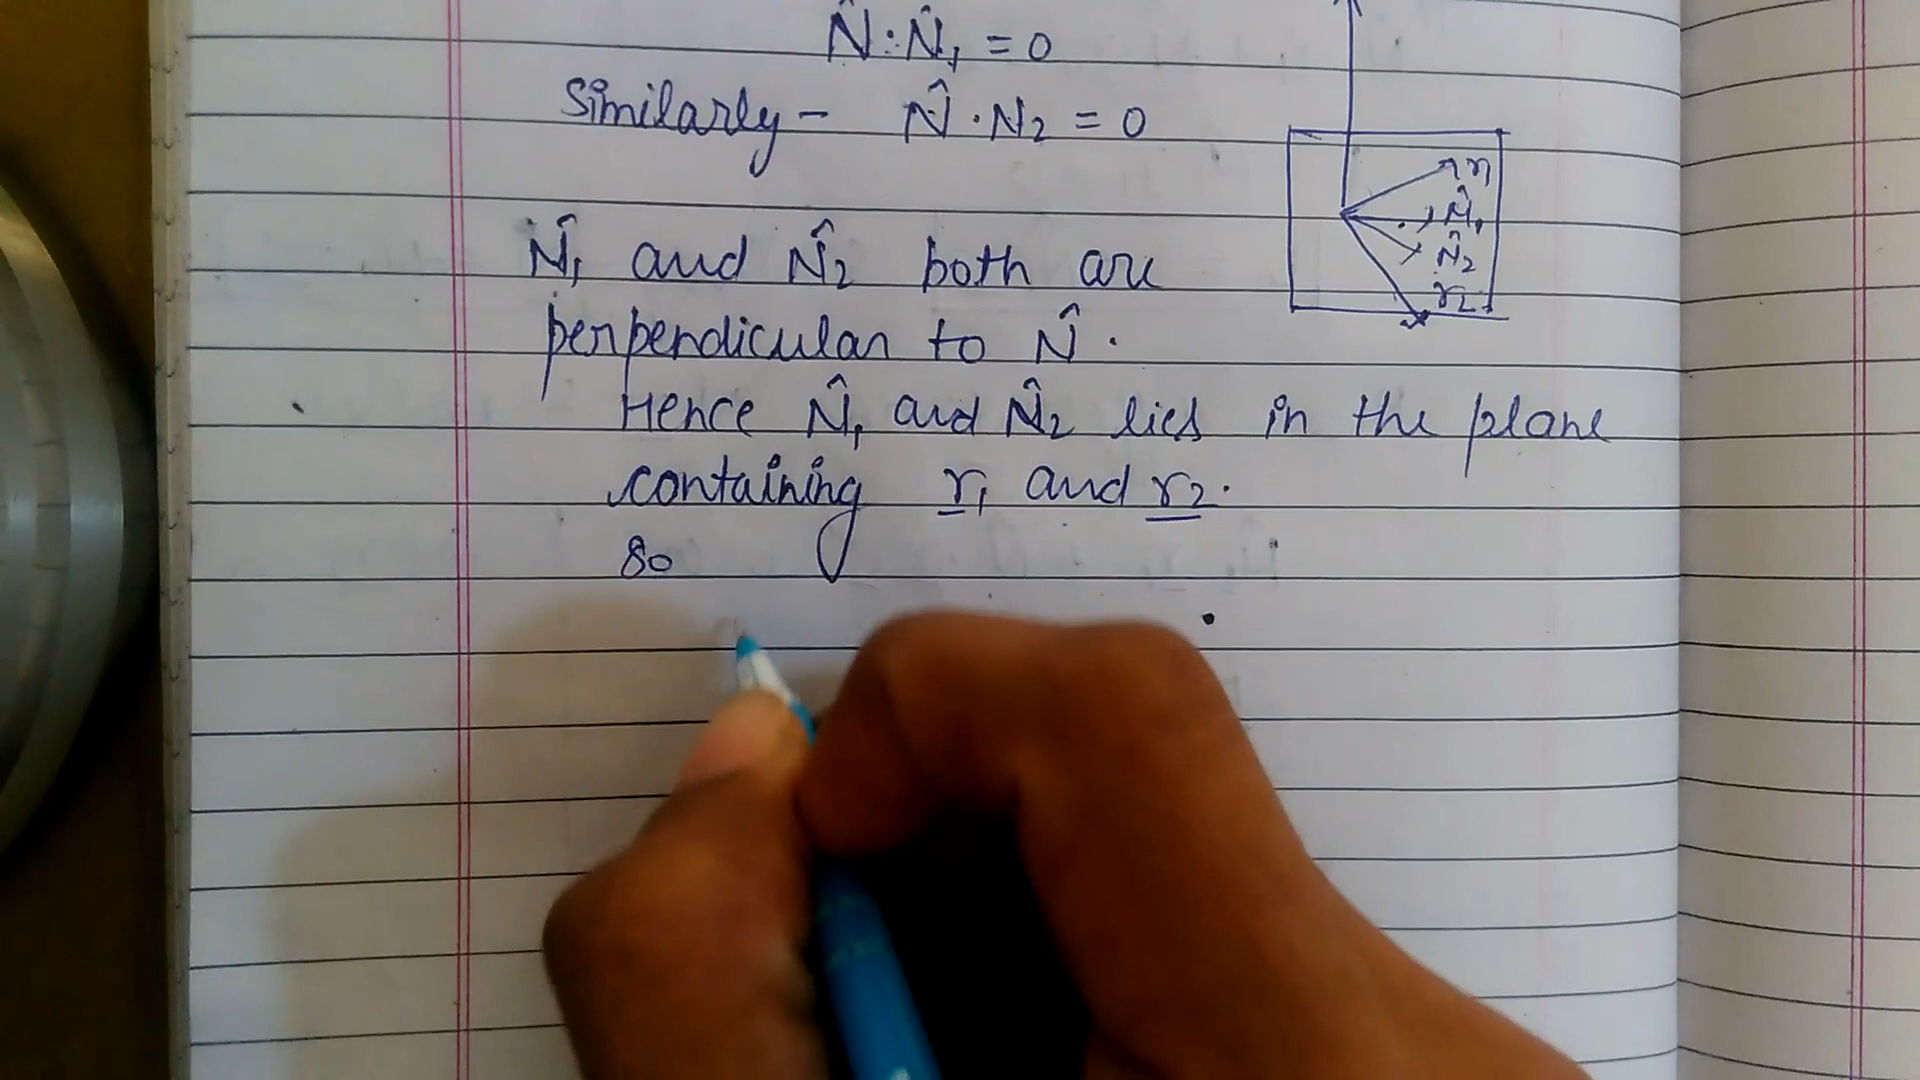 N̂·N̂₁ = 0
Similarly - N̂·N₂ = 0
r₁
N̂₁
N̂₂
r₂
N̂₁ and N̂₂ both are
perpendicular to N̂.
Hence N̂₁ and N̂₂ lies in the plane
containing r₁ and r₂.
So